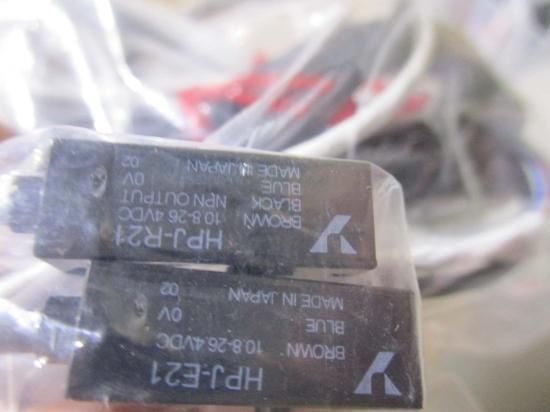 HPJ-R21
BROWN 10.8-26.4VDC
BLACK NPN OUTPUT
BLUE 0V
MADE IN JAPAN 02
HPJ-E21
BROWN 10.8-26.4VDC
BLUE 0V
MADE IN JAPAN 02